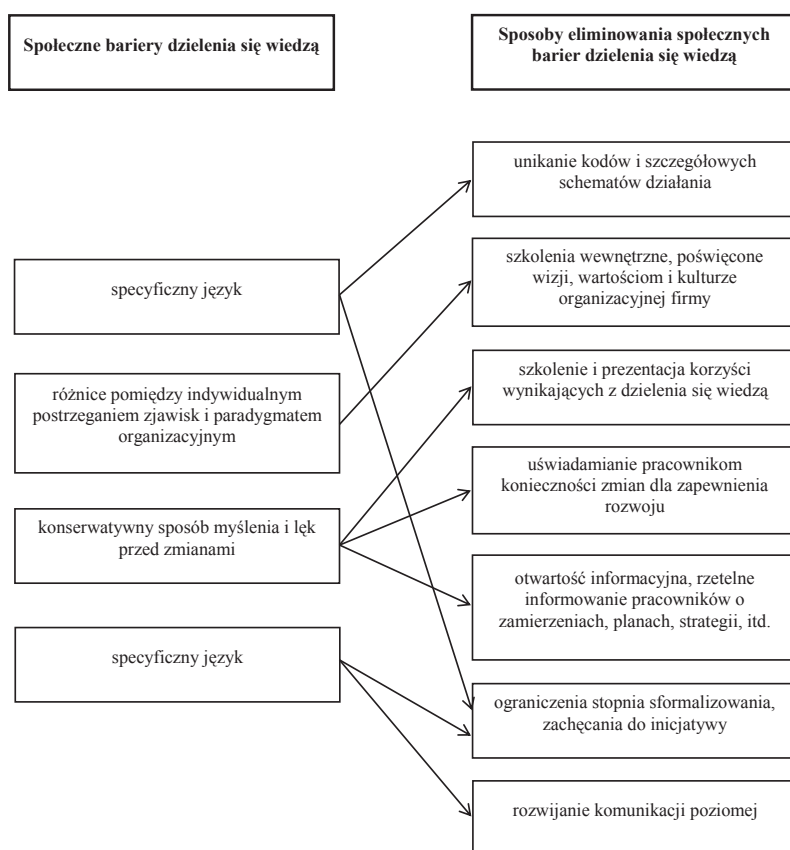 Społeczne bariery dzielenia się wiedzą
Sposoby eliminowania społecznych
barier dzielenia się wiedzą
specyficzny język
różnice pomiędzy indywidualnym
postrzeganiem zjawisk i paradygmatem
organizacyjnym
konserwatywny sposób myślenia i lęk
przed zmianami
specyficzny język
unikanie kodów i szczegółowych
schematów działania
szkolenia wewnętrzne, poświęcone
wizji, wartościom i kulturze
organizacyjnej firmy
szkolenie i prezentacja korzyści
wynikających z dzielenia się wiedzą
uświadamianie pracownikom
konieczności zmian dla zapewnienia
rozwoju
otwartość informacyjna, rzetelne
informowanie pracowników o
zamierzeniach, planach, strategii, itd.
ograniczenia stopnia sformalizowania,
zachęcania do inicjatywy
rozwijanie komunikacji poziomej